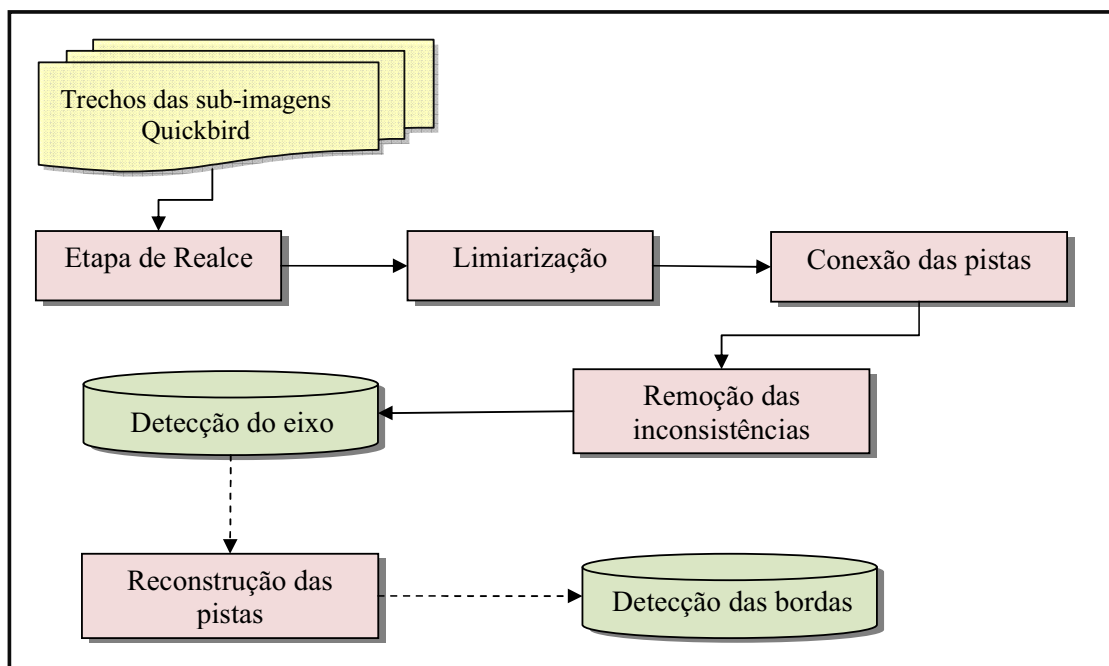 Trechos das sub-imagens
Quickbird
Etapa de Realce
Limiarização
Conexão das pistas
Remoção das
inconsistências
Detecção do eixo
Reconstrução das
pistas
Detecção das bordas